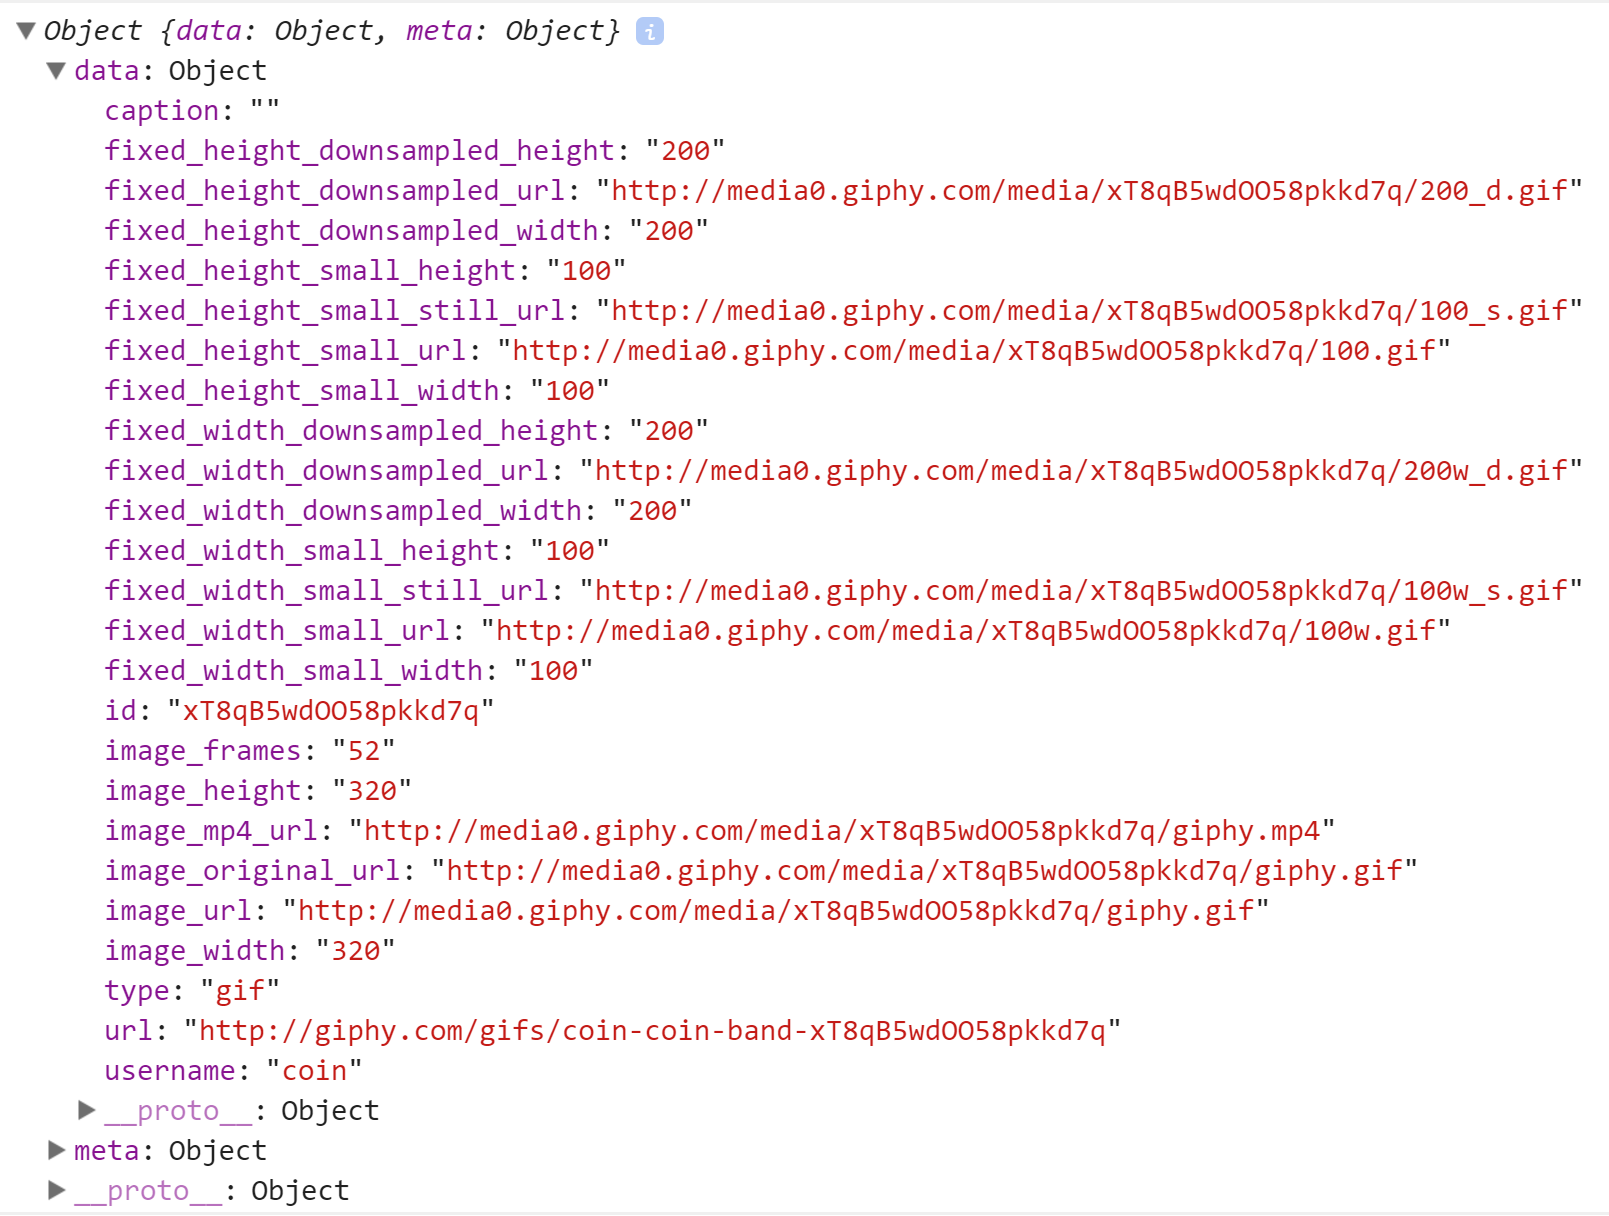 Object {data: Object, meta: Object} i
data: Object
caption: ""
fixed_height_downsampled_height: "200"
fixed_height_downsampled_url: "http://media0.giphy.com/media/xT8qB5wdOO58pkkd7q/200_d.gif"
fixed_height_downsampled_width: "200"
fixed_height_small_height: "100"
fixed_height_small_still_url: "http://media0.giphy.com/media/xT8qB5wdOO58pkkd7q/100_s.gif"
fixed_height_small_url: "http://media0.giphy.com/media/xT8qB5wdOO58pkkd7q/100.gif"
fixed_height_small_width: "100"
fixed_width_downsampled_height: "200"
fixed_width_downsampled_url: "http://media0.giphy.com/media/xT8qB5wdOO58pkkd7q/200w_d.gif"
fixed_width_downsampled_width: "200"
fixed_width_small_height: "100"
fixed_width_small_still_url: "http://media0.giphy.com/media/xT8qB5wdOO58pkkd7q/100w_s.gif"
fixed_width_small_url: "http://media0.giphy.com/media/xT8qB5wdOO58pkkd7q/100w.gif"
fixed_width_small_width: "100"
id: "xT8qB5wdOO58pkkd7q"
image_frames: "52"
image_height: "320"
image_mp4_url: "http://media0.giphy.com/media/xT8qB5wdOO58pkkd7q/giphy.mp4"
image_original_url: "http://media0.giphy.com/media/xT8qB5wdOO58pkkd7q/giphy.gif"
image_url: "http://media0.giphy.com/media/xT8qB5wdOO58pkkd7q/giphy.gif"
image_width: "320"
type: "gif"
url: "http://giphy.com/gifs/coin-coin-band-xT8qB5wdOO58pkkd7q"
username: "coin"
__proto__: Object
meta: Object
__proto__: Object